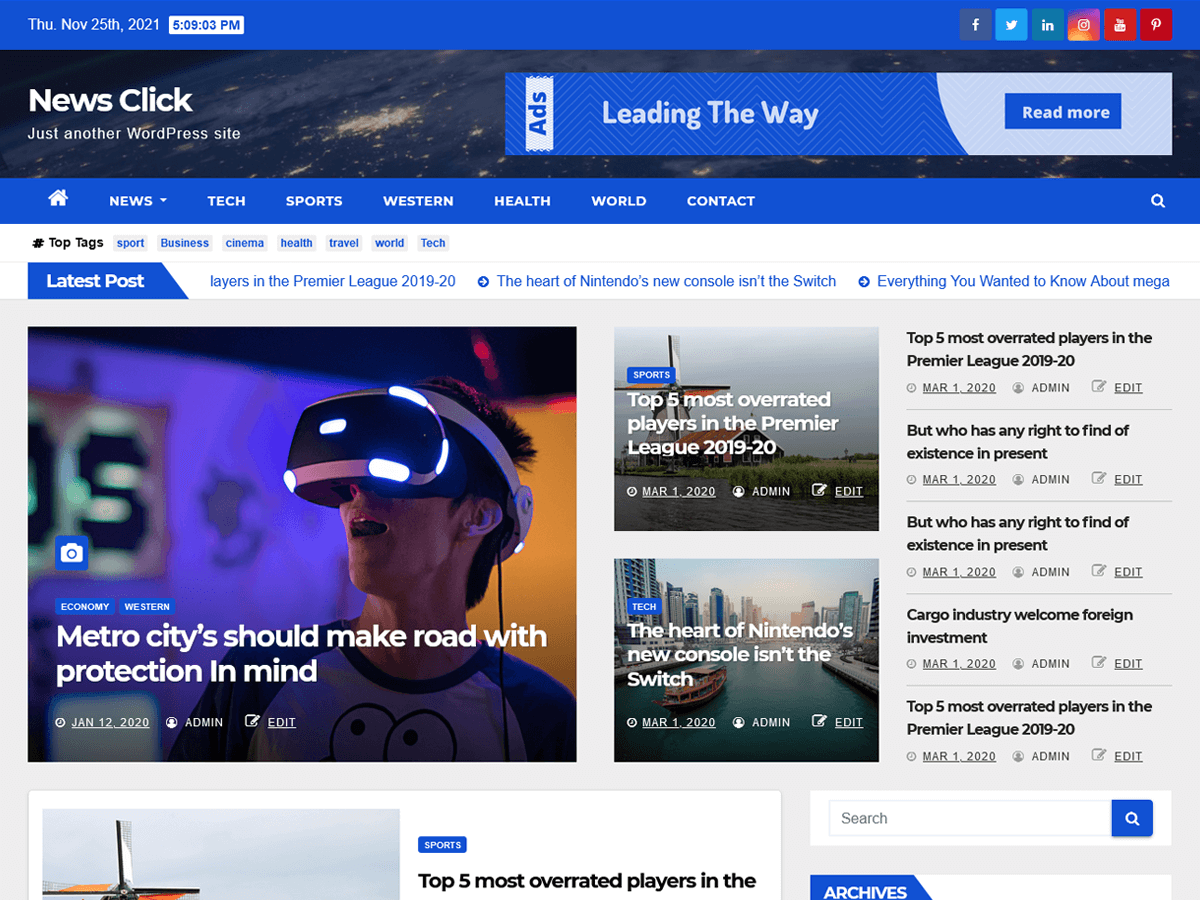 Thu. Nov 25th, 2021 5:09:03 PM
News Click
Just another WordPress site
Ads
Leading The Way
Read more
NEWS TECH SPORTS WESTERN HEALTH WORLD CONTACT
# Top Tags sport Business cinema health travel world Tech
Latest Post layers in the Premier League 2019-20 The heart of Nintendo’s new console isn’t the Switch Everything You Wanted to Know About mega
ECONOMY WESTERN
Metro city’s should make road with
protection In mind
JAN 12, 2020 ADMIN EDIT
SPORTS
Top 5 most overrated
players in the Premier
League 2019-20
MAR 1, 2020 ADMIN EDIT
TECH
The heart of Nintendo’s
new console isn’t the
Switch
MAR 1, 2020 ADMIN EDIT
Top 5 most overrated players in the
Premier League 2019-20
MAR 1, 2020 ADMIN EDIT
But who has any right to find of
existence in present
MAR 1, 2020 ADMIN EDIT
But who has any right to find of
existence in present
MAR 1, 2020 ADMIN EDIT
Cargo industry welcome foreign
investment
MAR 1, 2020 ADMIN EDIT
Top 5 most overrated players in the
Premier League 2019-20
MAR 1, 2020 ADMIN EDIT
SPORTS
Top 5 most overrated players in the
Search
ARCHIVES